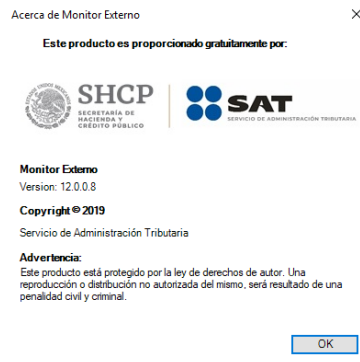 Acerca de Monitor Externo
Este producto es proporcionado gratuitamente por:
SHCP
SECRETARÍA DE
HACIENDA Y
CRÉDITO PÚBLICO
SAT
SERVICIO DE ADMINISTRACIÓN TRIBUTARIA
Monitor Externo
Version: 12.0.0.8
Copyright © 2019
Servicio de Administración Tributaria
Advertencia:
Este producto está protegido por la ley de derechos de autor. Una
reproducción o distribución no autorizada del mismo, será resultado de una
penalidad civil y criminal.
OK